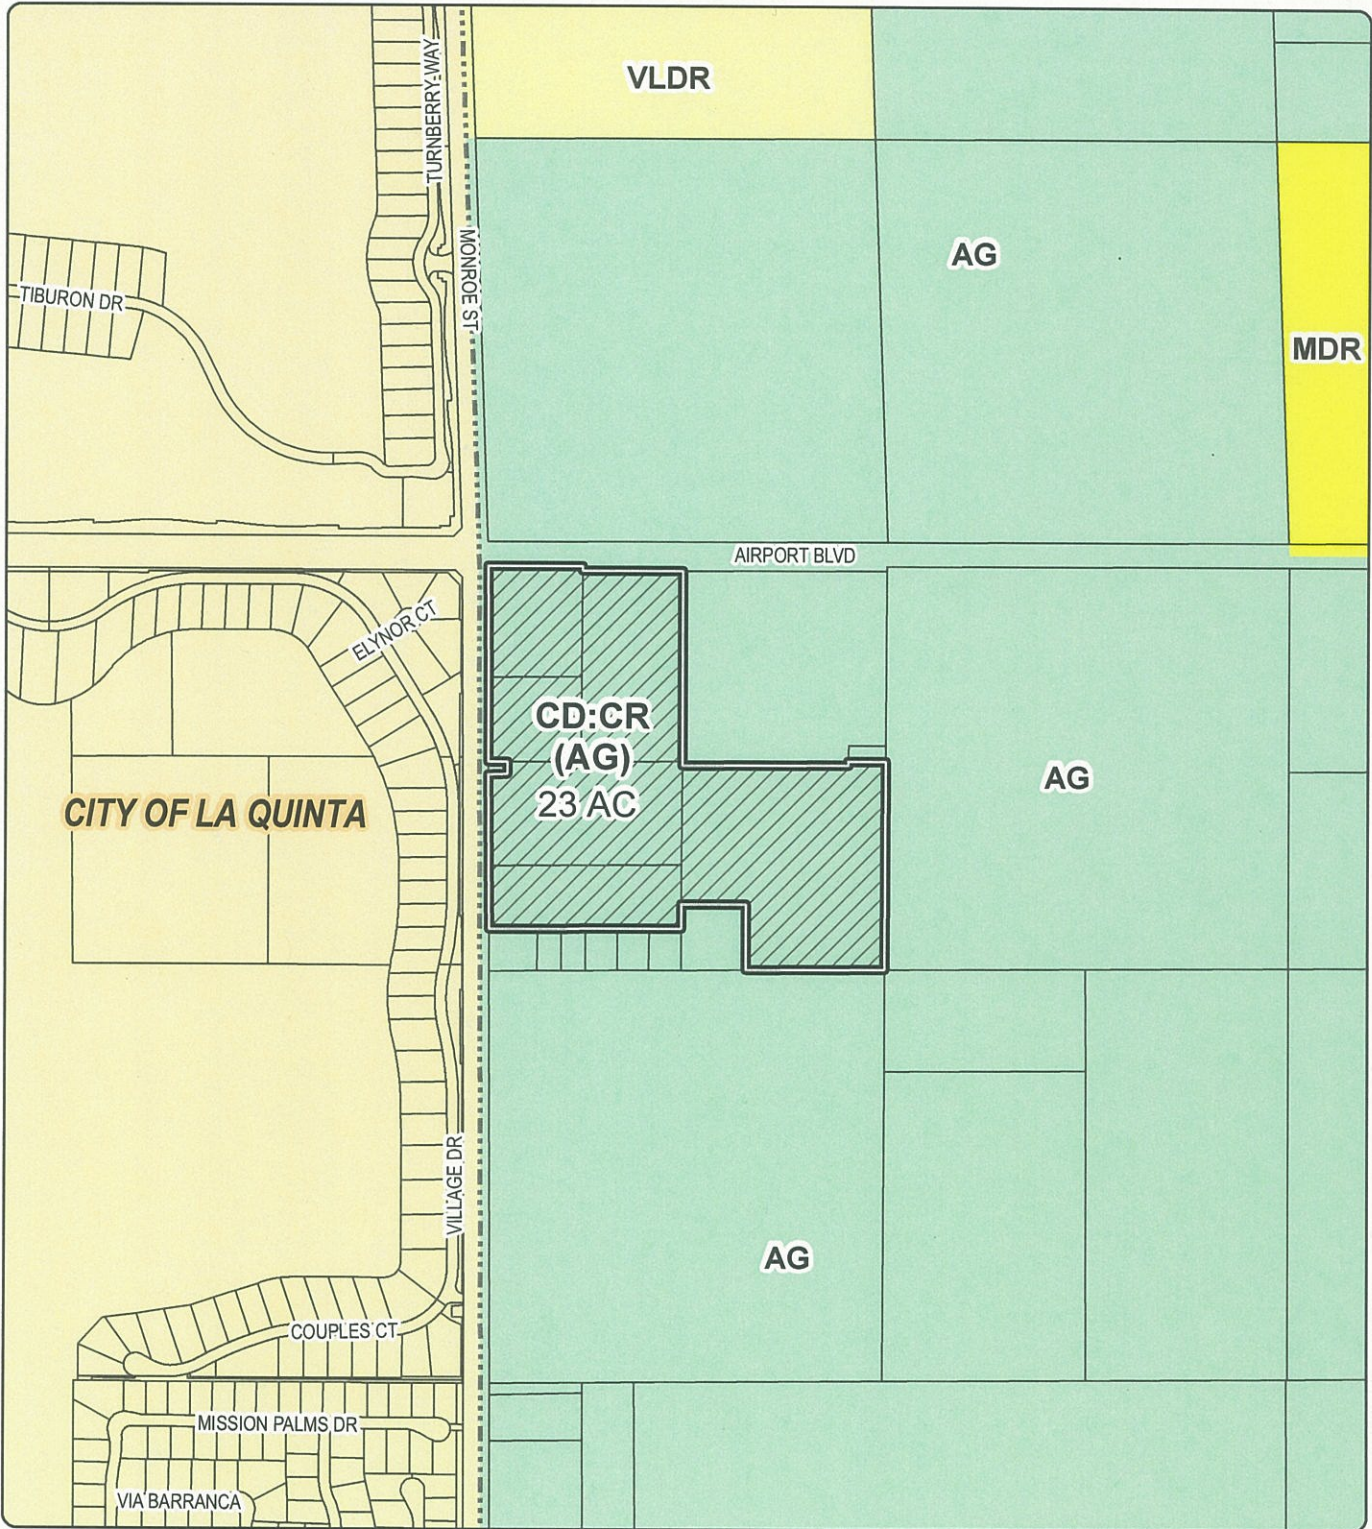 VLDR
TURNBERRY WAY
MONROE ST
AG
TIBURON DR
MDR
AIRPORT BLVD
ELYNOR CT
CD:CR
(AG)
23 AC
AG
CITY OF LA QUINTA
VILLAGE DR
AG
COUPLES CT
MISSION PALMS DR
VIA BARRANCA